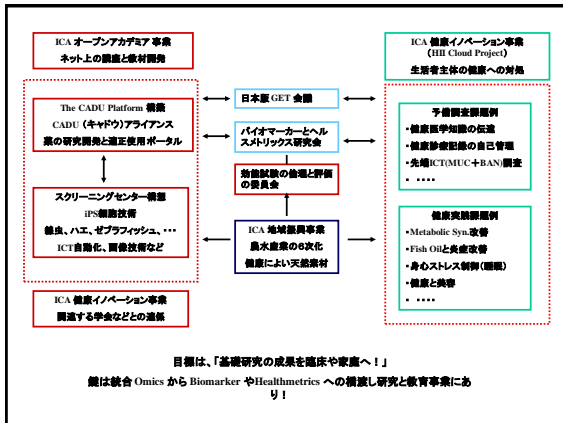 ICA オープンアカデミア 事業
ネット上の講座と教材開発
The CADU Platform 構築
CADU(キャドウ)アライアンス
薬の研究開発と適正使用ポータル
スクリーニングセンター構想
iPS細胞技術
線虫、ハエ、ゼブラフィッシュ、・・・
ICT自動化、画像技術など
ICA 健康イノベーション事業
関連する学会などとの連係
日本版 GET 会議
バイオマーカーとヘル
スメトリックス研究会
効能試験の倫理と評価
の委員会
ICA 地域振興事業
農水産業の6次化
健康によい天然素材
ICA 健康イノベーション事業
(HII Cloud Project)
生活者主体の健康への対処
予備調査課題例
・健康医学知識の伝達
・健康診療記録の自己管理
・先端ICT(MUC+BAN)調査
・ ····
健康実践課題例
・Metabolic Syn.改善
・Fish Oilと炎症改善
・身心ストレス制御(睡眠)
・健康と美容
・ ····
目標は、「基礎研究の成果を臨床や家庭へ!」
鍵は統合 Omics から Biomarker やHealthmetrics への橋渡し研究と教育事業にあ
り!